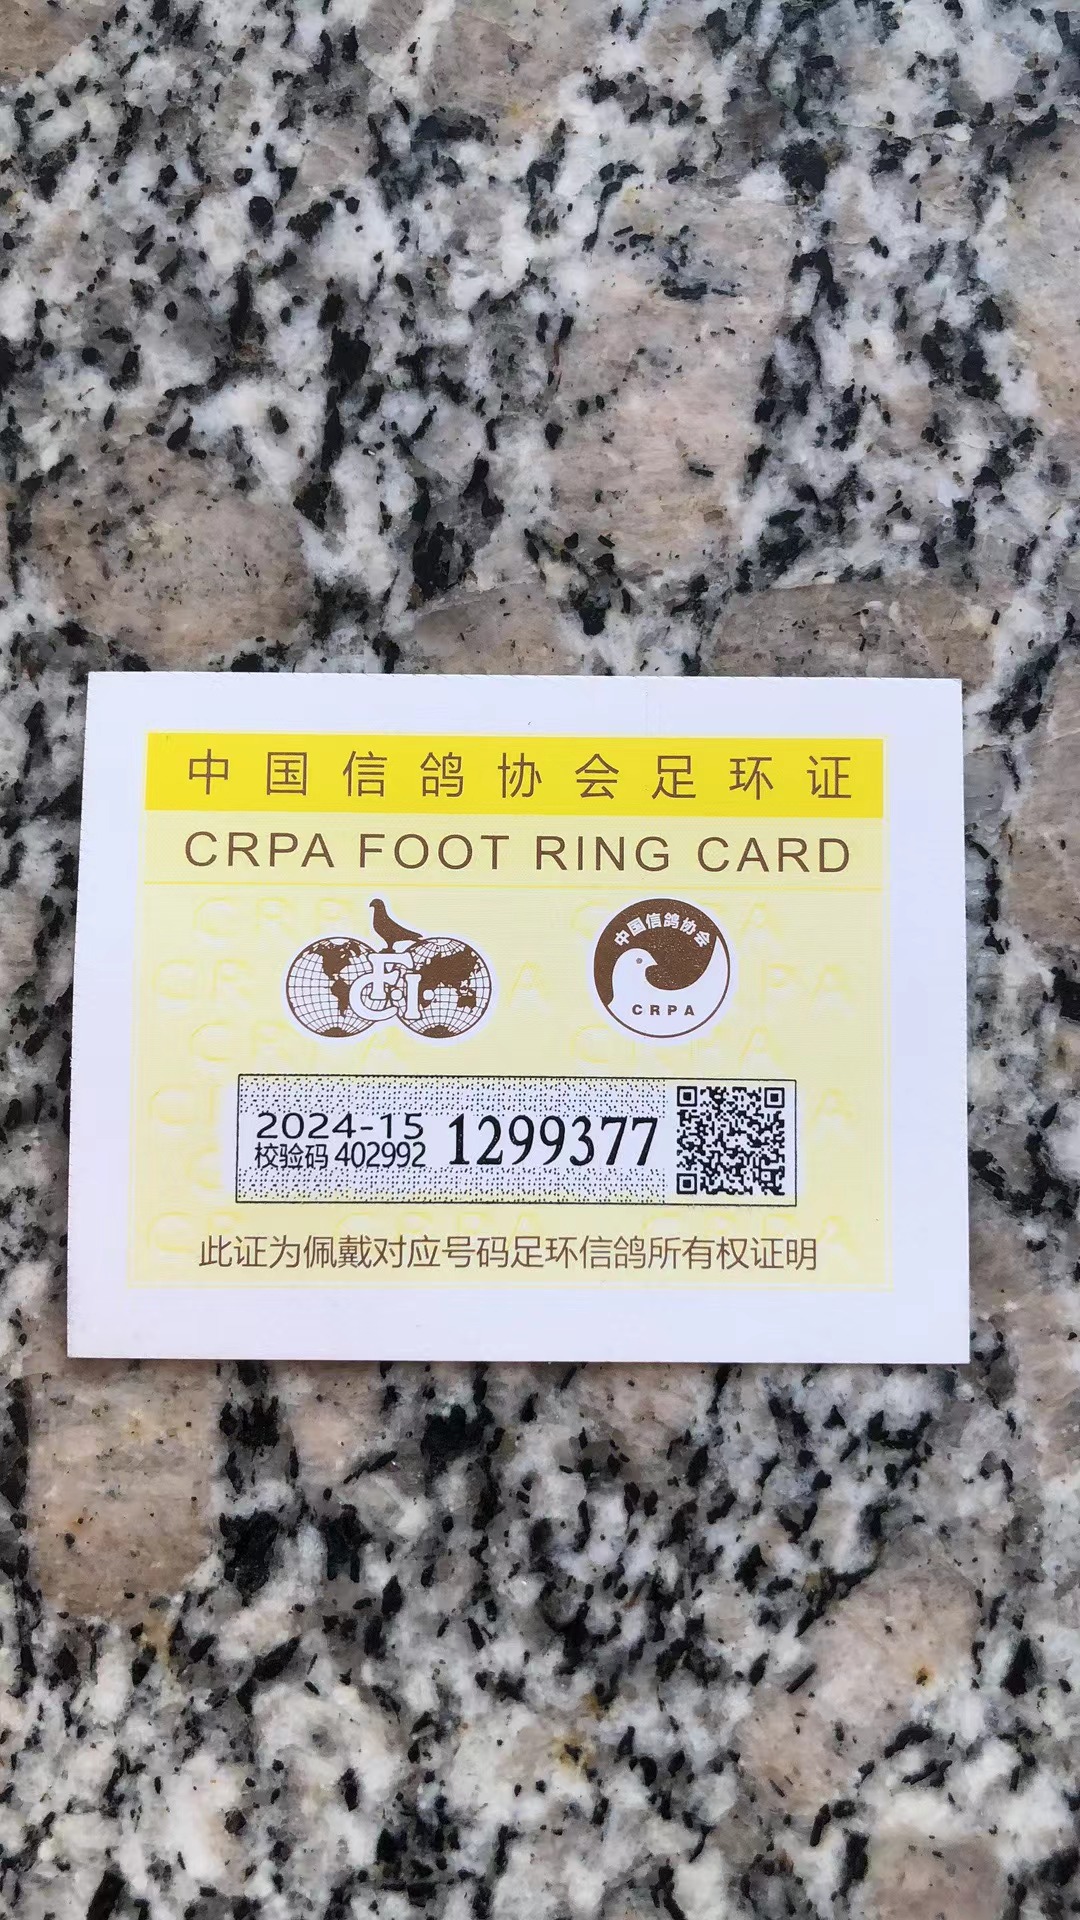 中国信鸽协会足环证
CRPA FOOT RING CARD
FCI
中国信鸽协会
CRPA
2024-15
校验码 402992
1299377
此证为佩戴对应号码足环信鸽所有权证明